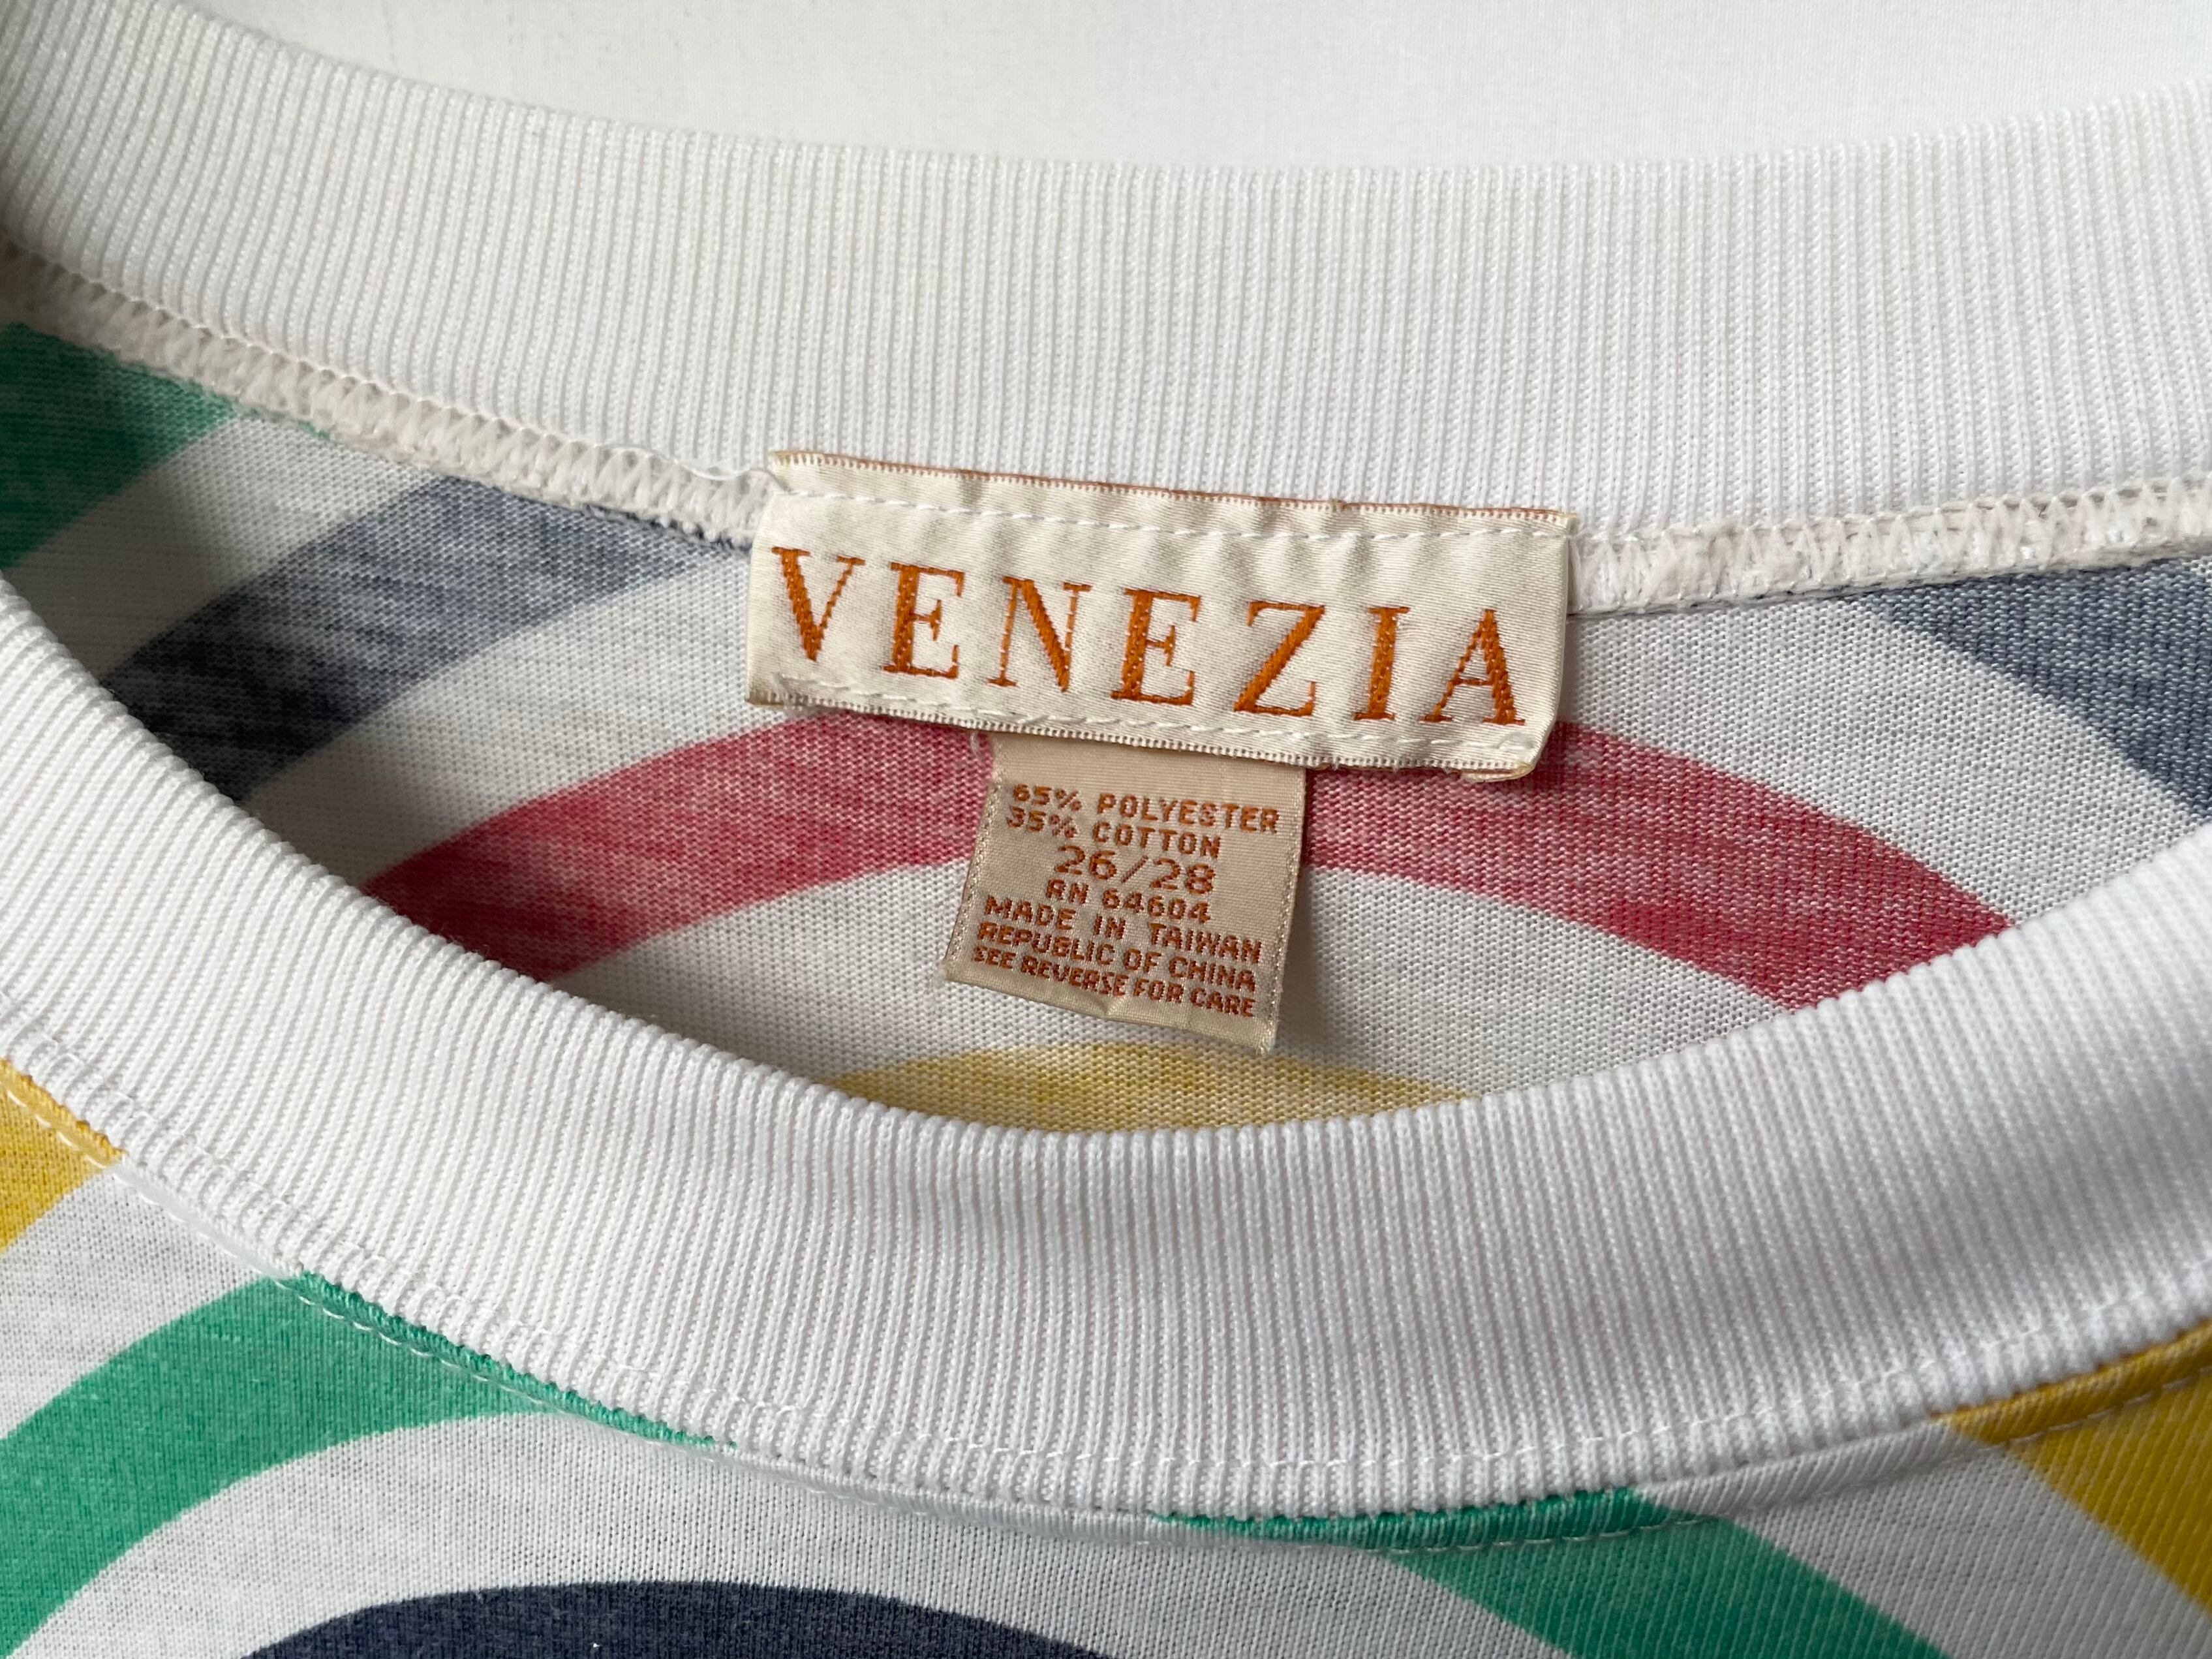 VENEZIA
65% POLYESTER
35% COTTON
26/28
RN 64604
MADE IN TAIWAN
REPUBLIC OF CHINA
SEE REVERSE FOR CARE